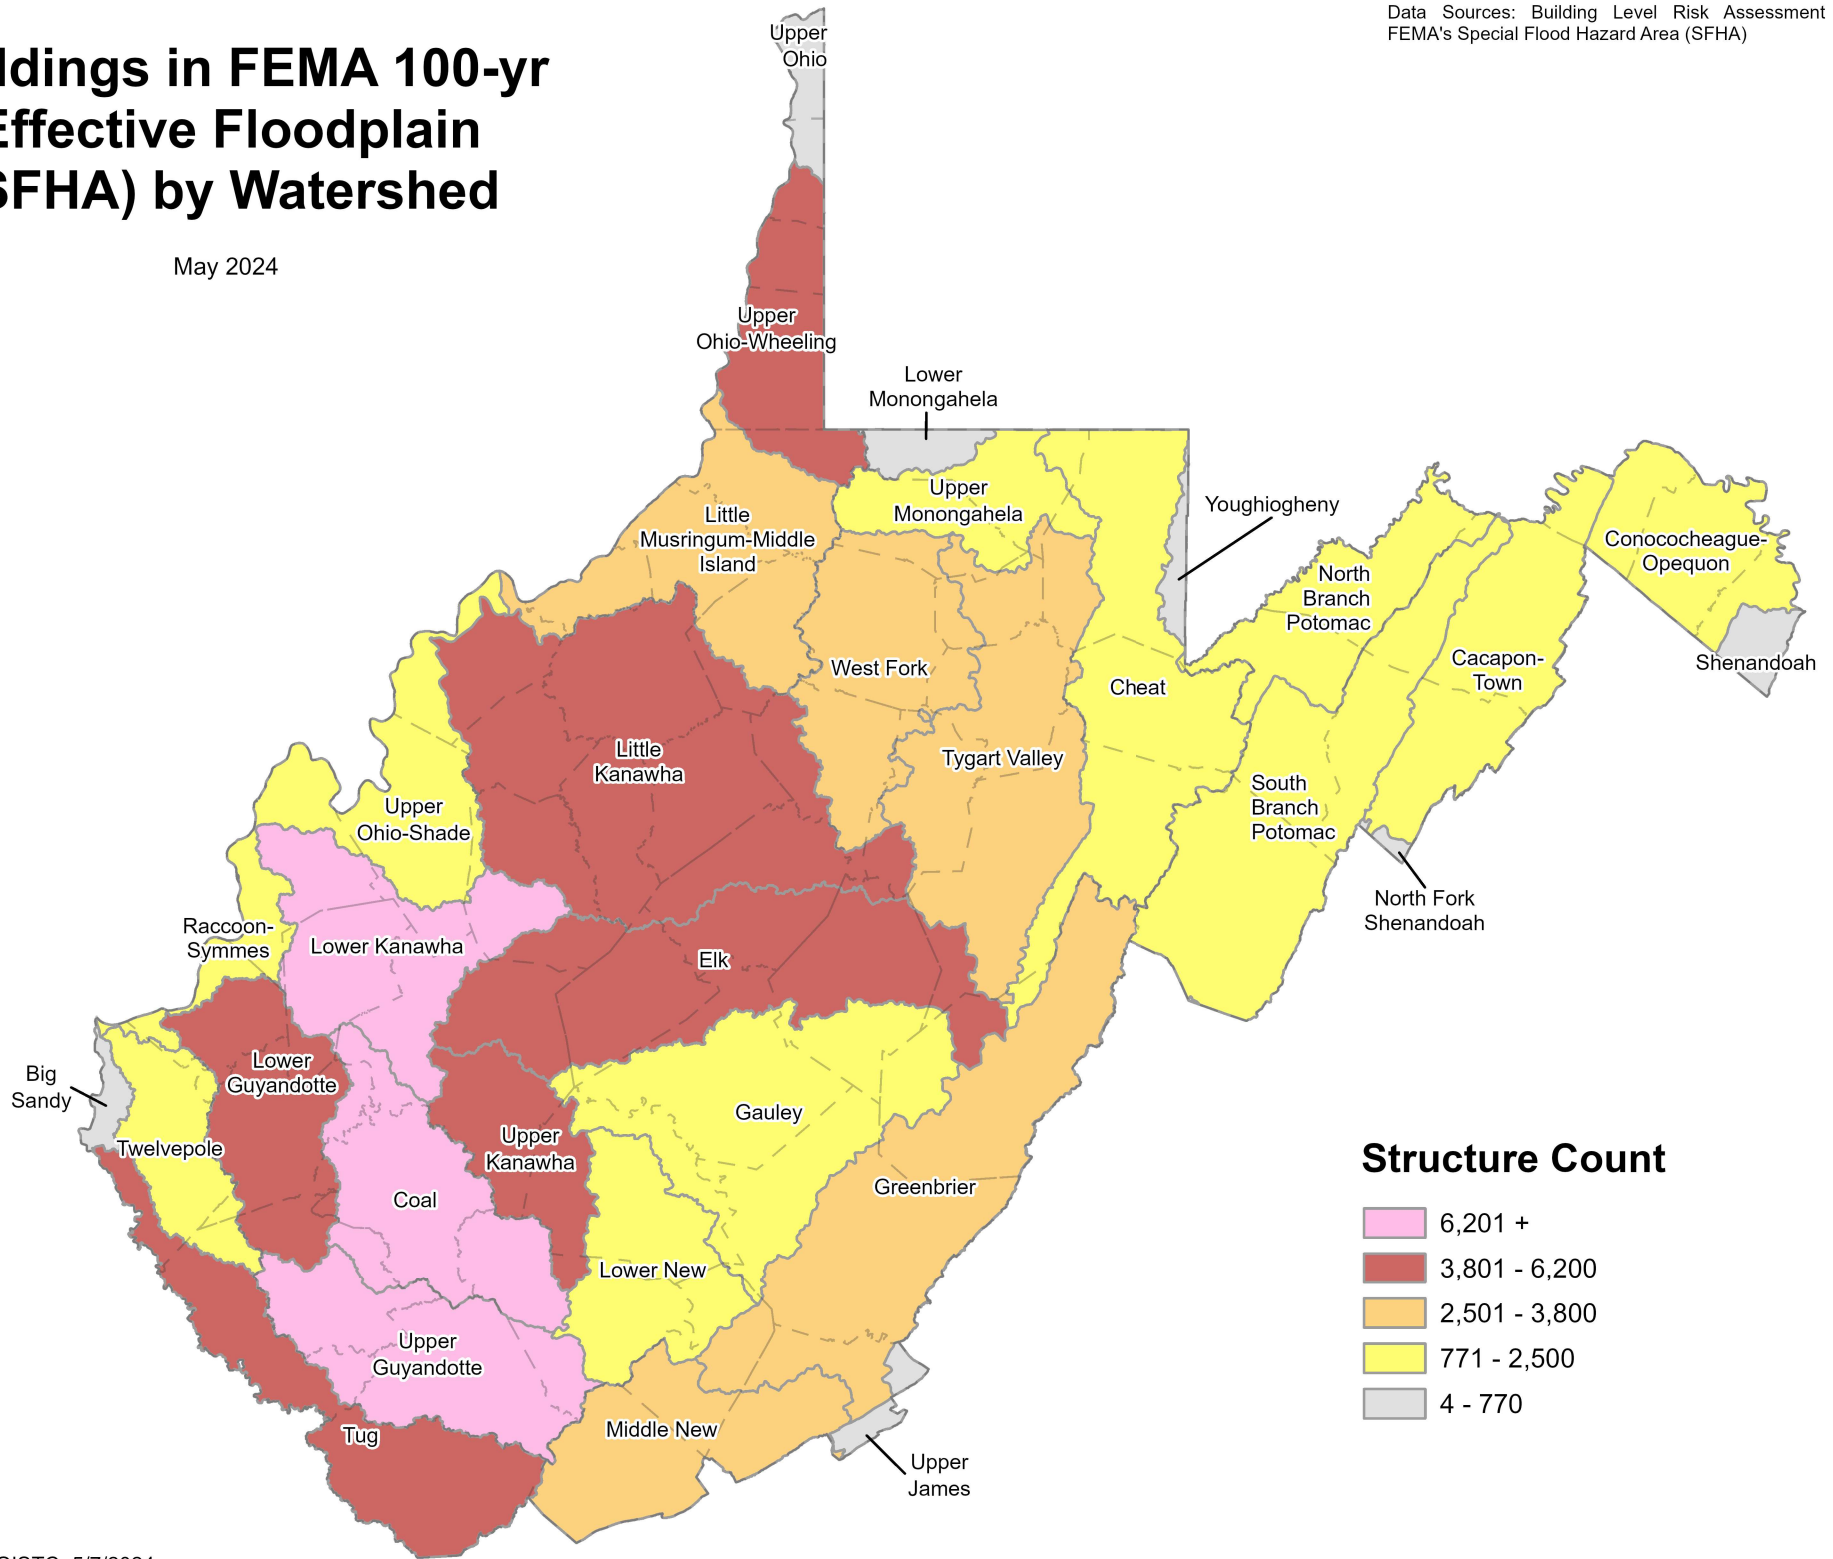 Data Sources: Building Level Risk Assessment
FEMA's Special Flood Hazard Area (SFHA)
ldings in FEMA 100-yr
Effective Floodplain
SFHA) by Watershed
May 2024
Upper
Ohio
Upper
Ohio-Wheeling
Lower
Monongahela
Upper
Monongahela
Youghiogheny
Little
Musringum-Middle
Island
North
Branch
Potomac
Conococheague-
Opequon
Shenandoah
Cacapon-
Town
West Fork
Cheat
Tygart Valley
Little
Kanawha
South
Branch
Potomac
Upper
Ohio-Shade
North Fork
Shenandoah
Raccoon-
Symmes
Lower Kanawha
Elk
Lower
Guyandotte
Big
Sandy
Twelvepole
Upper
Kanawha
Gauley
Greenbrier
Coal
Lower New
Upper
Guyandotte
Tug
Middle New
Upper
James
Structure Count
6,201 +
3,801 - 6,200
2,501 - 3,800
771 - 2,500
4 - 770